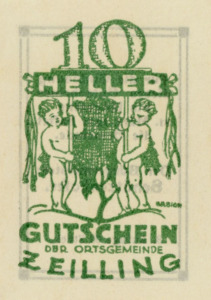 10
HELLER
GUTSCHEIN
DER ORTSGEMEINDE
ZEILLING